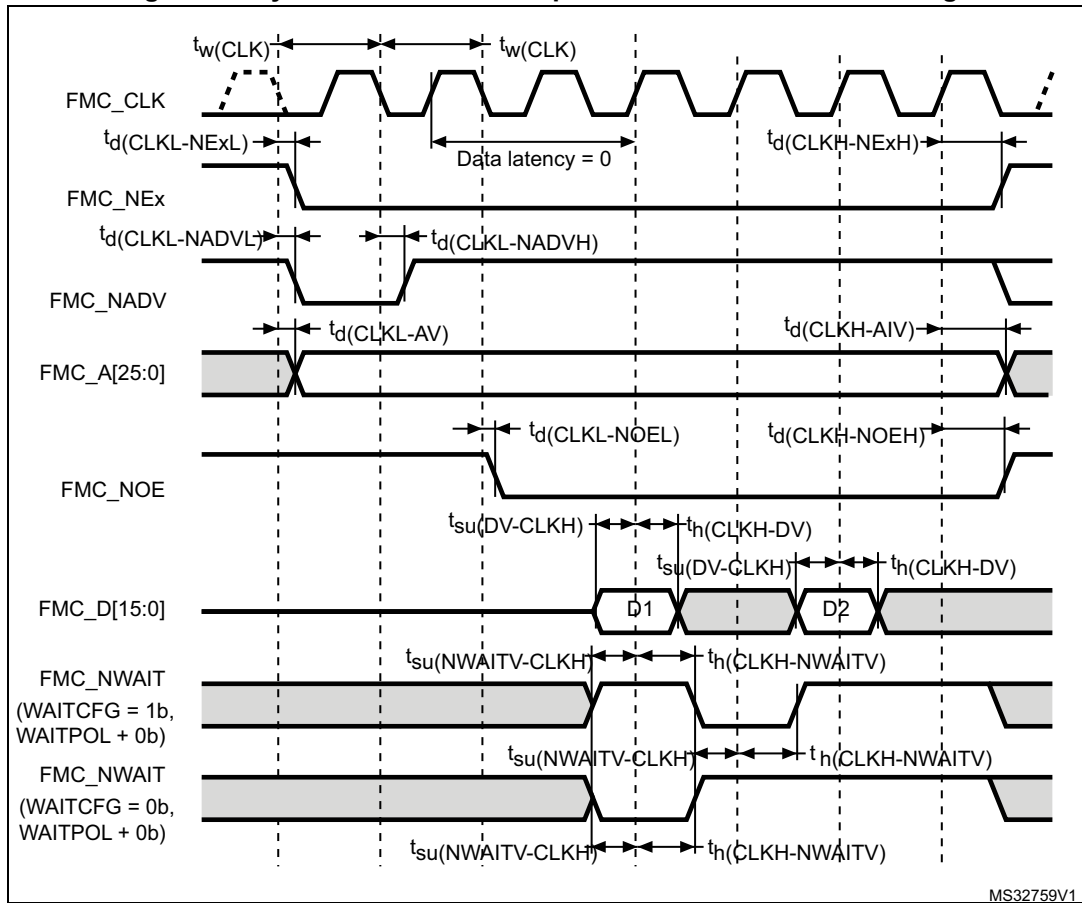 tw(CLK) tw(CLK)
FMC_CLK
td(CLKL-NExL) Data latency = 0 td(CLKH-NExH)
FMC_NEx
td(CLKL-NADVL) td(CLKL-NADVH)
FMC_NADV
td(CLKL-AV) td(CLKH-AIV)
FMC_A[25:0]
td(CLKL-NOEL) td(CLKH-NOEH)
FMC_NOE
tsu(DV-CLKH) th(CLKH-DV)
tsu(DV-CLKH) th(CLKH-DV)
FMC_D[15:0] D1 D2
tsu(NWAITV-CLKH) th(CLKH-NWAITV)
FMC_NWAIT
(WAITCFG = 1b,
WAITPOL + 0b)
tsu(NWAITV-CLKH) th(CLKH-NWAITV)
FMC_NWAIT
(WAITCFG = 0b,
WAITPOL + 0b)
tsu(NWAITV-CLKH) th(CLKH-NWAITV)
MS32759V1